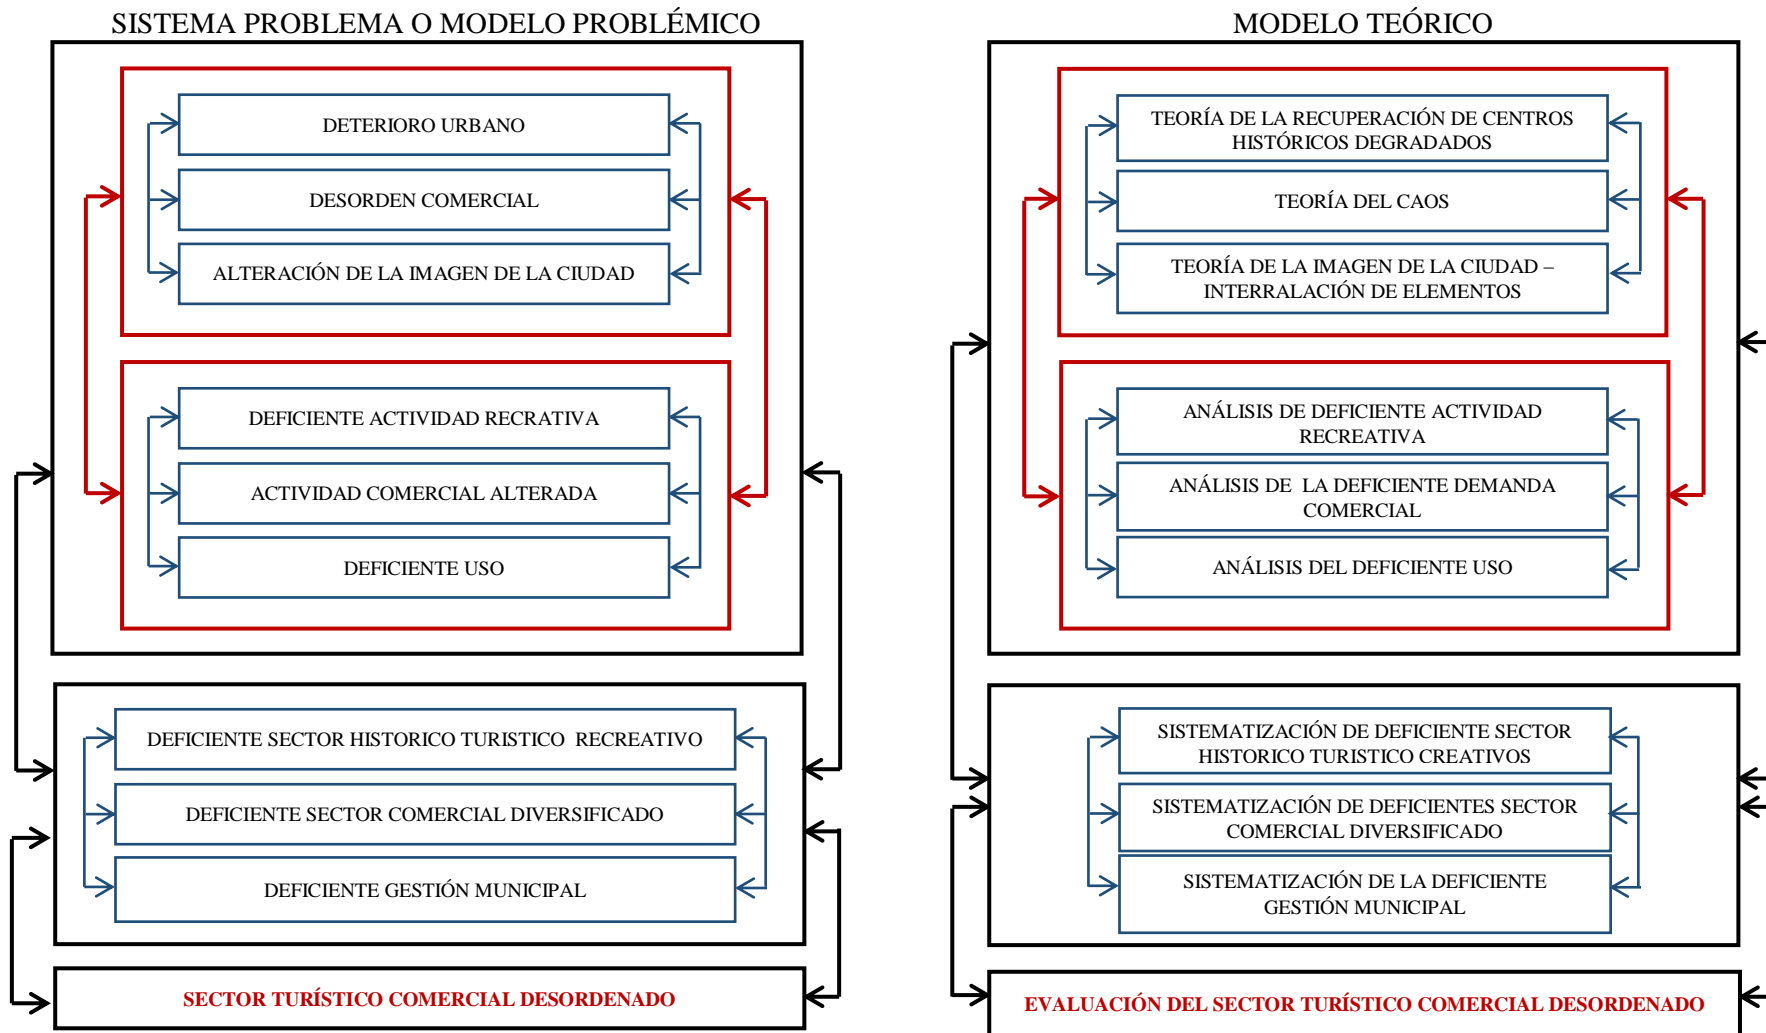 SISTEMA PROBLEMA O MODELO PROBLÉMICO
DETERIORO URBANO
DESORDEN COMERCIAL
ALTERACIÓN DE LA IMAGEN DE LA CIUDAD
DEFICIENTE ACTIVIDAD RECRATIVA
ACTIVIDAD COMERCIAL ALTERADA
DEFICIENTE USO
DEFICIENTE SECTOR HISTORICO TURISTICO RECREATIVO
DEFICIENTE SECTOR COMERCIAL DIVERSIFICADO
DEFICIENTE GESTIÓN MUNICIPAL
SECTOR TURÍSTICO COMERCIAL DESORDENADO
MODELO TEÓRICO
TEORÍA DE LA RECUPERACIÓN DE CENTROS
HISTÓRICOS DEGRADADOS
TEORÍA DEL CAOS
TEORÍA DE LA IMAGEN DE LA CIUDAD –
INTERRALACIÓN DE ELEMENTOS
ANÁLISIS DE DEFICIENTE ACTIVIDAD
RECREATIVA
ANÁLISIS DE LA DEFICIENTE DEMANDA
COMERCIAL
ANÁLISIS DEL DEFICIENTE USO
SISTEMATIZACIÓN DE DEFICIENTE SECTOR
HISTORICO TURISTICO CREATIVOS
SISTEMATIZACIÓN DE DEFICIENTES SECTOR
COMERCIAL DIVERSIFICADO
SISTEMATIZACIÓN DE LA DEFICIENTE
GESTIÓN MUNICIPAL
EVALUACIÓN DEL SECTOR TURÍSTICO COMERCIAL DESORDENADO